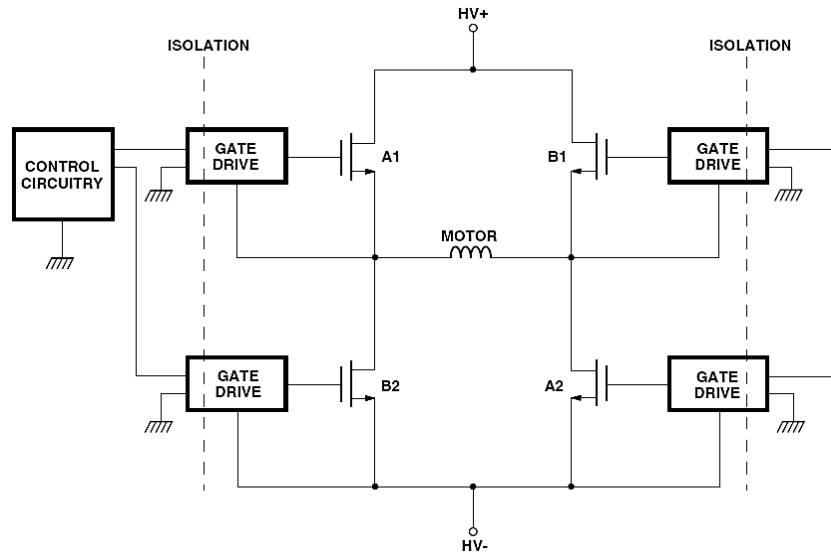 HV+
ISOLATION
ISOLATION
CONTROL
CIRCUITRY
GATE
DRIVE
A1
B1
GATE
DRIVE
MOTOR
GATE
DRIVE
B2
A2
GATE
DRIVE
HV-